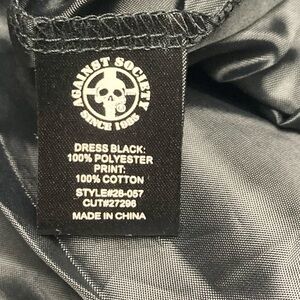 AGAINST SOCIETY
SINCE 1985
DRESS BLACK:
100% POLYESTER
PRINT:
100% COTTON
STYLE#28-057
CUT#27296
MADE IN CHINA